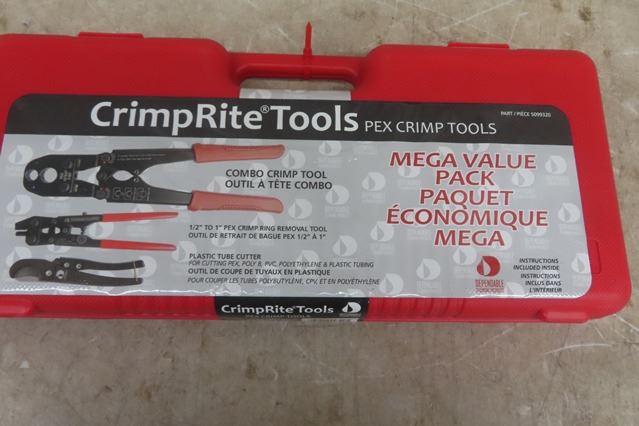 CrimpRite® Tools PEX CRIMP TOOLS
PART / PIÈCE 5099320
COMBO CRIMP TOOL
OUTIL À TÊTE COMBO
1/2" TO 1" PEX CRIMP RING REMOVAL TOOL
OUTIL DE RETRAIT DE BAGUE PEX 1/2" À 1"
PLASTIC TUBE CUTTER
FOR CUTTING PEX, POLY B, PVC, POLYETHYLENE & PLASTIC TUBING
OUTIL DE COUPE DE TUYAUX EN PLASTIQUE
POUR COUPER LES TUBES POLYBUTYLÈNE, CPV, ET EN POLYÉTHYLÈNE
MEGA VALUE
PACK
PAQUET
ÉCONOMIQUE
MEGA
DEPENDABLE
INSTRUCTIONS
INCLUDED INSIDE
INSTRUCTIONS
INCLUS DANS
L'INTÉRIEUR
CrimpRite® Tools
PEX CRIMP TOOLS